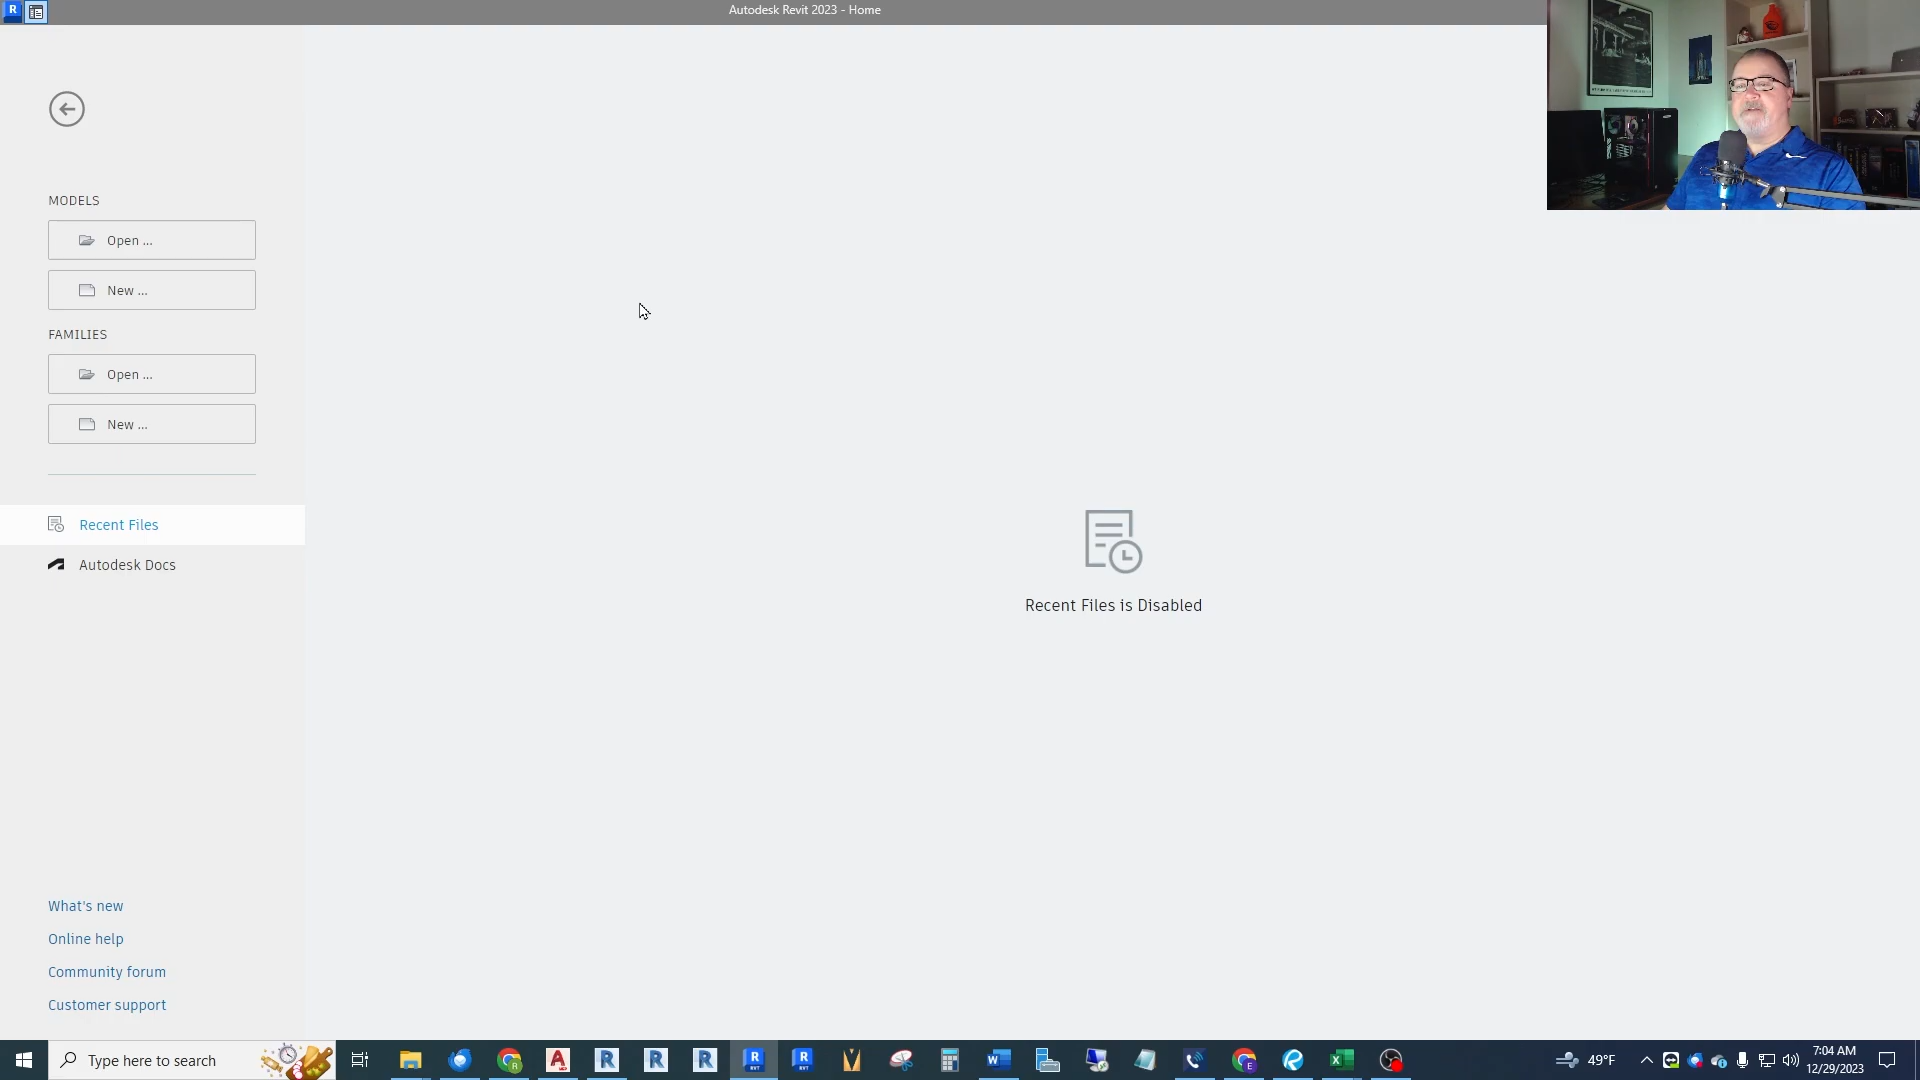 Autodesk Revit 2023 - Home
MODELS
Open ...
New ...
FAMILIES
Open ...
New ...
Recent Files
Autodesk Docs
Recent Files is Disabled
What's new
Online help
Community forum
Customer support
Type here to search
49°F
7:04 AM
12/29/2023